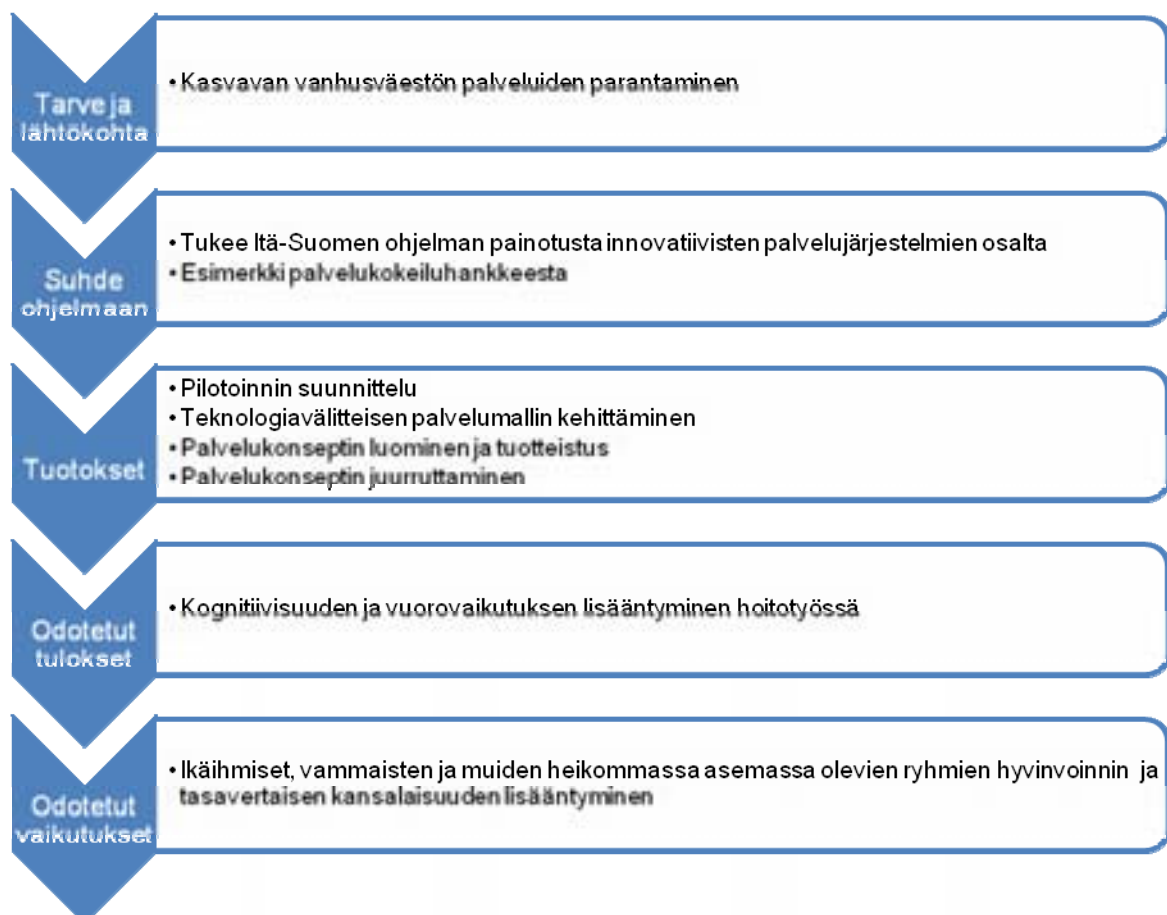 Tarve ja
lähtökohta
• Kasvavan vanhusväestön palveluiden parantaminen
Suhde
ohjelmaan
• Tukee Itä-Suomen ohjelman painotusta innovatiivisten palvelujärjestelmien osalta
• Esimerkki palvelukokeiluhankkeesta
Tuotokset
• Pilotoinnin suunnittelu
• Teknologiavälitteisen palvelumallin kehittäminen
• Palvelukonseptin luominen ja tuotteistus
• Palvelukonseptin juurruttaminen
Odotetut
tulokset
• Kognitiivisuuden ja vuorovaikutuksen lisääntyminen hoitotyössä
Odotetut
vaikutukset
• Ikäihmiset, vammaisten ja muiden heikommassa asemassa olevien ryhmien hyvinvoinnin ja
tasavertaisen kansalaisuuden lisääntyminen